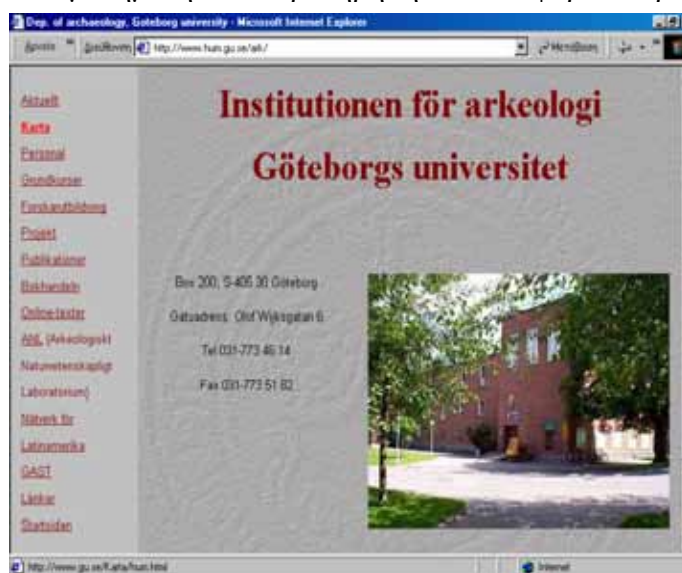 Dep. of archaeology, Goteborg university - Microsoft Internet Explorer
http://www.hum.gu.se/ark/
Institutionen för arkeologi
Göteborgs universitet
Aktuellt
Karta
Personal
Grundkurser
Forskarutbildning
Projekt
Publikationer
Bokhandeln
Online-texter
ANL (Arkeologiskt
Naturvetenskapligt
Laboratorium)
Nätverk för
Latinamerika
GAST
Länkar
Startsidan
Box 200, S-405 30 Göteborg
Gatuadress: Olof Wijksgatan 6
Tel 031-773 46 14
Fax 031-773 51 82
http://www.gu.se/Karta/hum.html
Internet